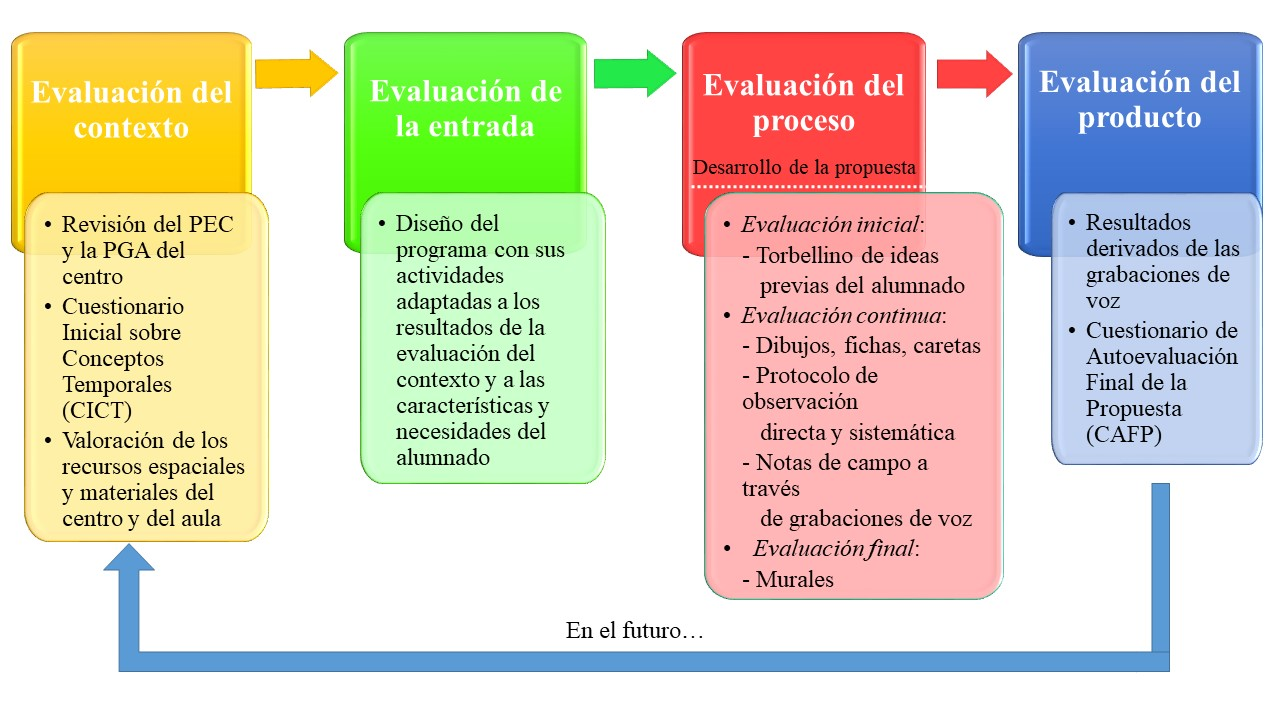 Evaluación del
contexto
• Revisión del PEC
y la PGA del
centro
• Cuestionario
Inicial sobre
Conceptos
Temporales
(CICT)
• Valoración de los
recursos espaciales
y materiales del
centro y del aula
Evaluación de
la entrada
• Diseño del
programa con sus
actividades
adaptadas a los
resultados de la
evaluación del
contexto y a las
características y
necesidades del
alumnado
Evaluación del
proceso
Desarrollo de la propuesta
• Evaluación inicial:
- Torbellino de ideas
previas del alumnado
• Evaluación continua:
- Dibujos, fichas, caretas
- Protocolo de
observación
directa y sistemática
- Notas de campo a
través
de grabaciones de voz
• Evaluación final:
- Murales
Evaluación del
producto
• Resultados
derivados de las
grabaciones de
voz
• Cuestionario de
Autoevaluación
Final de la
Propuesta
(CAFP)
En el futuro…